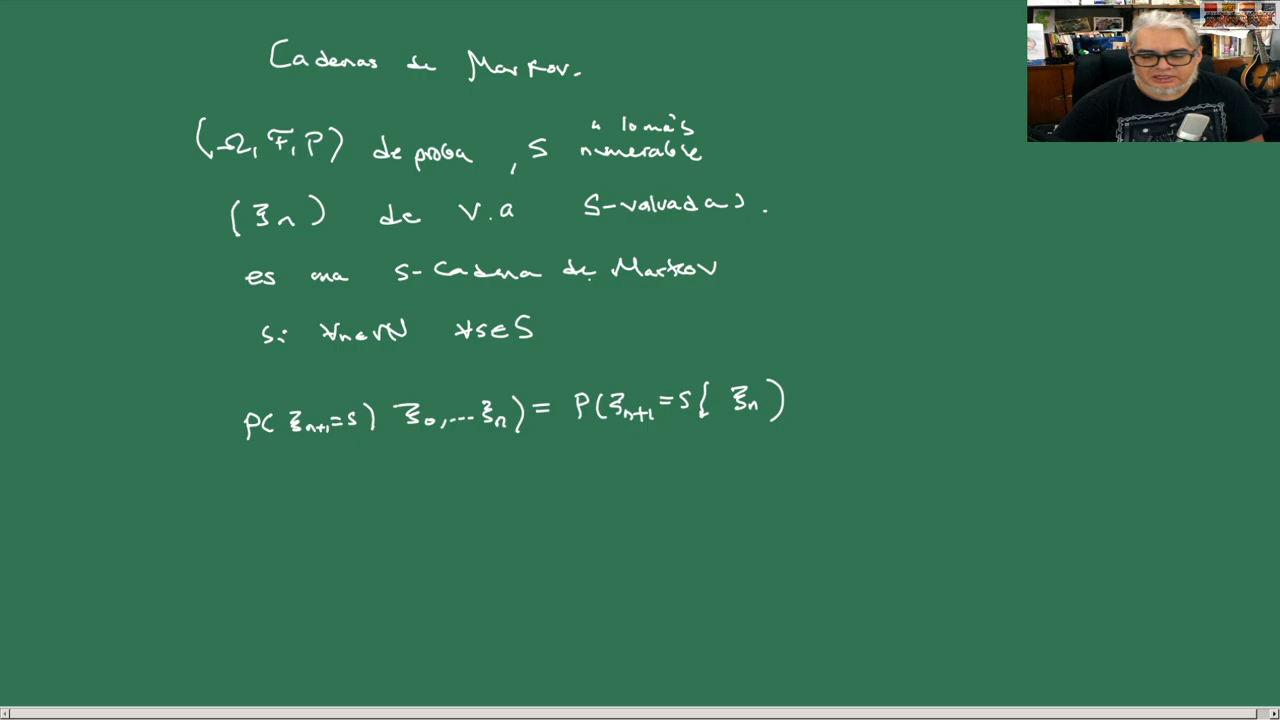 Cadenas de Markov.
(Ω, F, P) de proba, S a lo más numerable
(ξn) de v.a S-valuadas.
es una S-Cadena de Markov
si ∀n∈N ∀s∈S
P(ξn+1=s | ξ0,...ξn) = P(ξn+1=s | ξn)